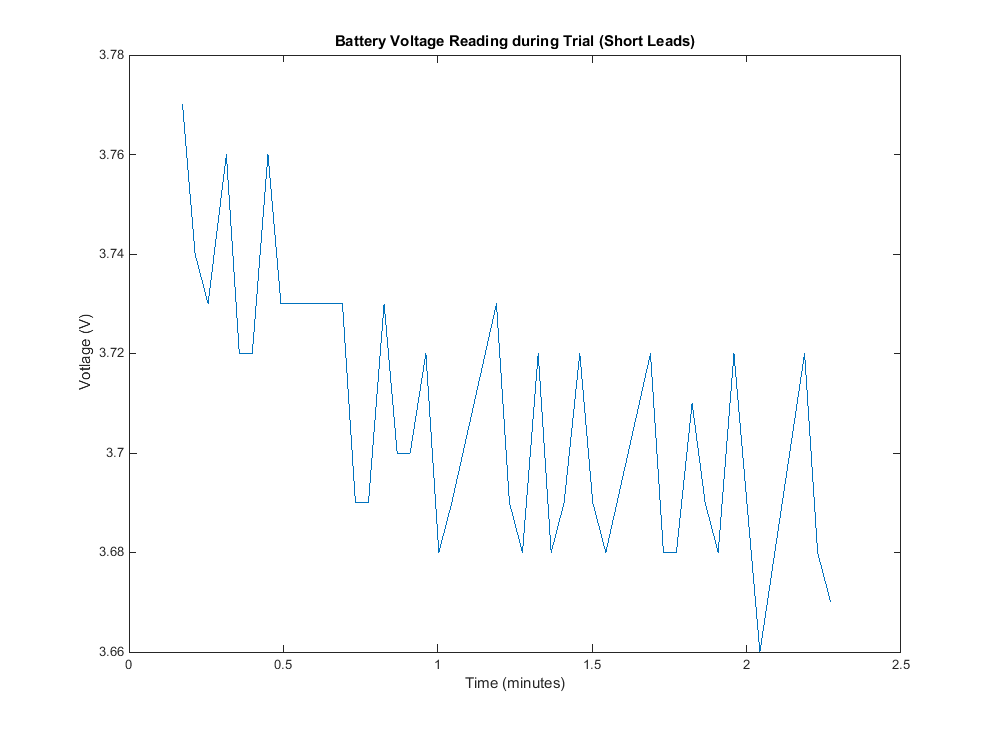 Battery Voltage Reading during Trial (Short Leads)
3.78
3.76
3.74
3.72
3.7
3.68
3.66
Votlage (V)
0 0.5 1 1.5 2 2.5
Time (minutes)